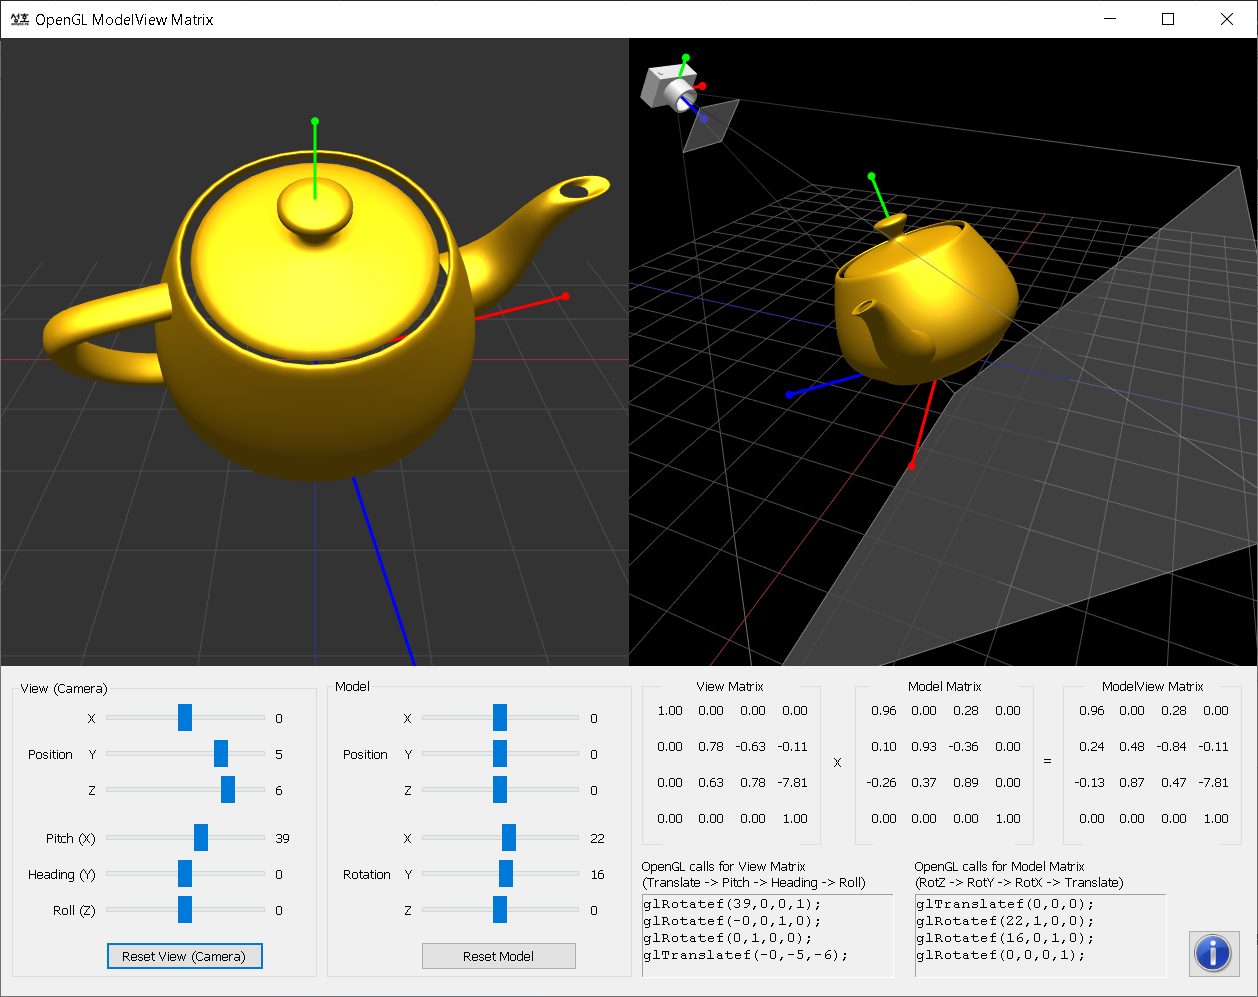 OpenGL ModelView Matrix
View (Camera)
X 0
Position Y 5
Z 6
Pitch (X) 39
Heading (Y) 0
Roll (Z) 0
Reset View (Camera)
Model
X 0
Position Y 0
Z 0
X 22
Rotation Y 16
Z 0
Reset Model
View Matrix
1.00 0.00 0.00 0.00
0.00 0.78 -0.63 -0.11
0.00 0.63 0.78 -7.81
0.00 0.00 0.00 1.00
X
Model Matrix
0.96 0.00 0.28 0.00
0.10 0.93 -0.36 0.00
-0.26 0.37 0.89 0.00
0.00 0.00 0.00 1.00
=
ModelView Matrix
0.96 0.00 0.28 0.00
0.24 0.48 -0.84 -0.11
-0.13 0.87 0.47 -7.81
0.00 0.00 0.00 1.00
OpenGL calls for View Matrix
(Translate -> Pitch -> Heading -> Roll)
glRotatef(39,0,0,1);
glRotatef(-0,0,1,0);
glRotatef(0,1,0,0);
glTranslatef(-0,-5,-6);
OpenGL calls for Model Matrix
(RotZ -> RotY -> RotX -> Translate)
glTranslatef(0,0,0);
glRotatef(22,1,0,0);
glRotatef(16,0,1,0);
glRotatef(0,0,0,1);